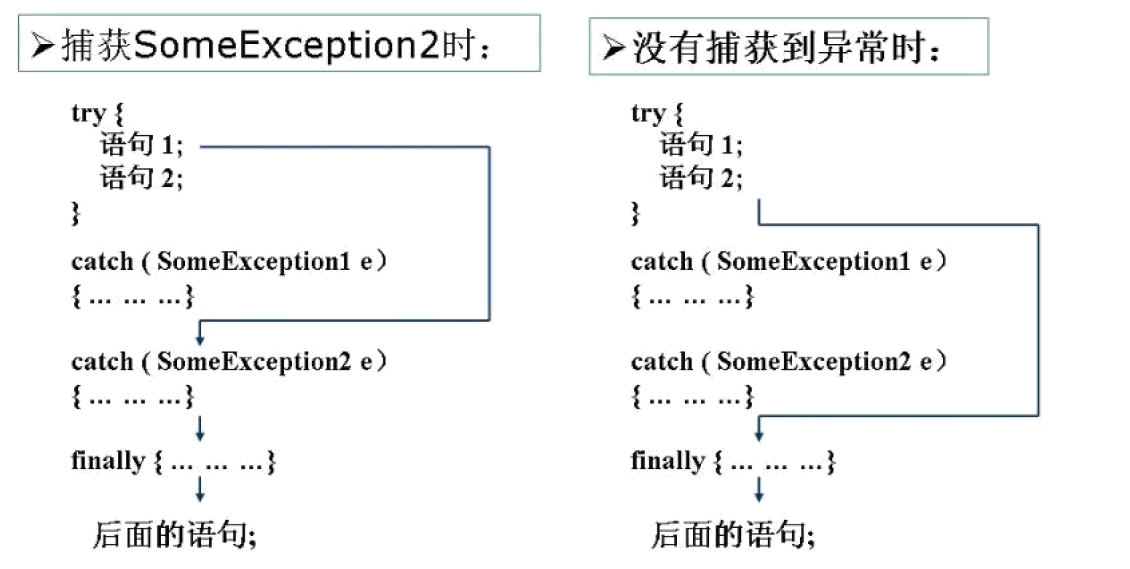 ➤捕获SomeException2时：
try {
语句 1;
语句 2;
}
catch ( SomeException1 e）
{ ... ... ...}
catch ( SomeException2 e）
{ ... ... ...}
finally { ... ... ...}
后面的语句;
➤没有捕获到异常时：
try {
语句 1;
语句 2;
}
catch ( SomeException1 e）
{ ... ... ...}
catch ( SomeException2 e）
{ ... ... ...}
finally { ... ... ...}
后面的语句;